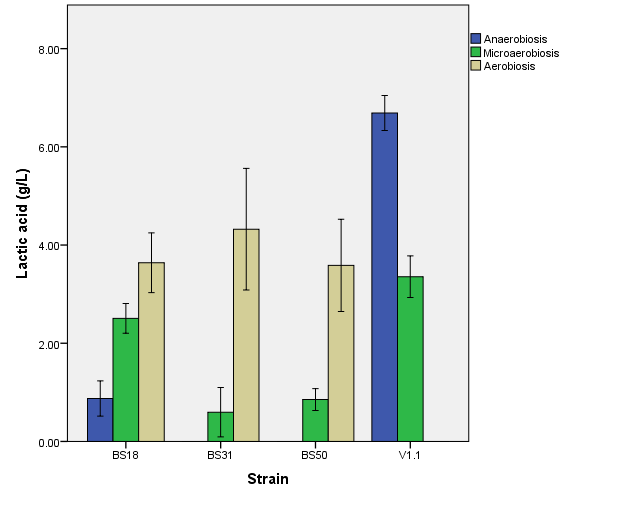 Lactic acid (g/L)
8.00
6.00
4.00
2.00
0.00
BS18 BS31 BS50 V1.1
Strain
Anaerobiosis
Microaerobiosis
Aerobiosis